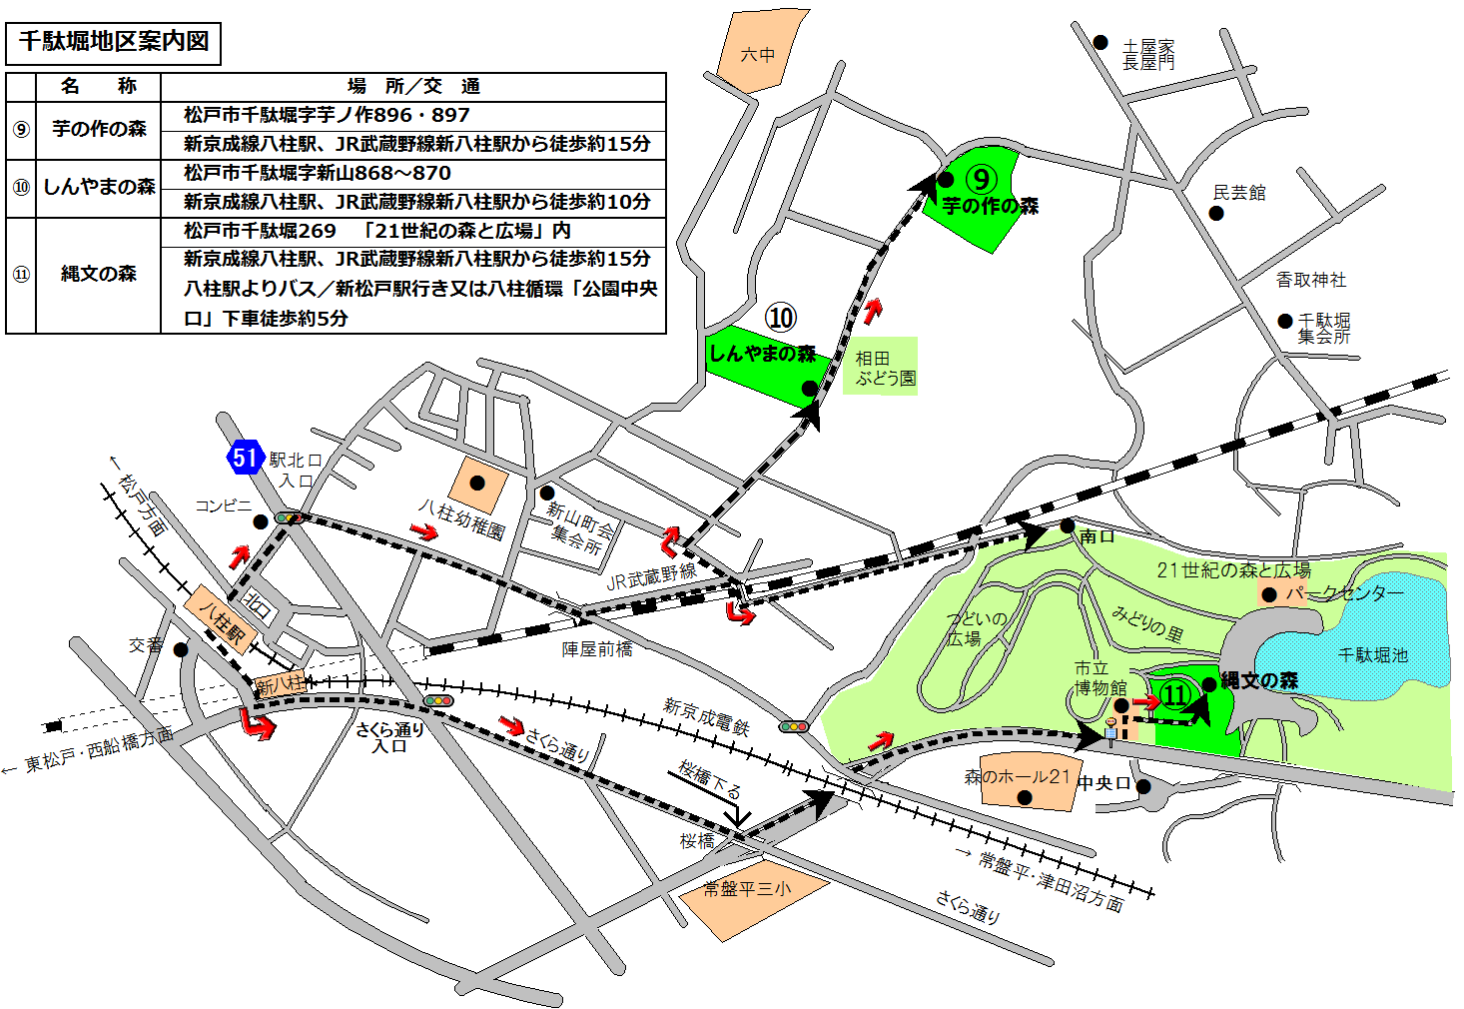 千駄堀地区案内図
名　称
場　所／交　通
⑨
芋の作の森
松戸市千駄堀字芋ノ作896・897
新京成線八柱駅、JR武蔵野線新八柱駅から徒歩約15分
⑩
しんやまの森
松戸市千駄堀字新山868～870
新京成線八柱駅、JR武蔵野線新八柱駅から徒歩約10分
⑪
縄文の森
松戸市千駄堀269　「21世紀の森と広場」内
新京成線八柱駅、JR武蔵野線新八柱駅から徒歩約15分
八柱駅よりバス／新松戸駅行き又は八柱循環「公園中央
口」下車徒歩約5分
六中
土屋家
長屋門
⑨
芋の作の森
民芸館
香取神社
千駄堀
集会所
⑩
しんやまの森
相田
ぶどう園
51
駅北口
入口
←松戸方面
コンビニ
八柱幼稚園
新山町会
集会所
JR武蔵野線
南口
21世紀の森と広場
パークセンター
北口
八柱駅
交番
陣屋前橋
つどいの
広場
みどりの里
千駄堀池
市立
博物館
⑪
縄文の森
新八柱
さくら通り
入口
新京成電鉄
さくら通り
←東松戸・西船橋方面
桜橋下る
森のホール21
中央口
桜橋
常盤平三小
→常盤平・津田沼方面
さくら通り